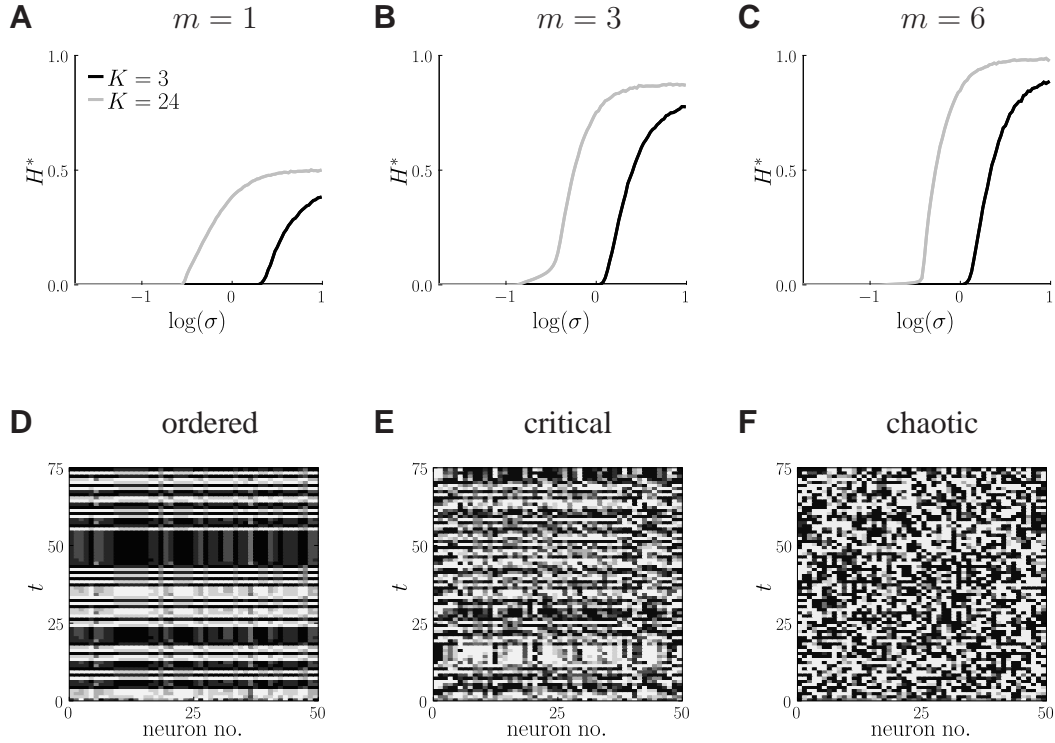 A m = 1 B m = 3 C m = 6
1.0 1.0 1.0
K = 3
K = 24
0.5 0.5 0.5
H* H* H*
0.0 0.0 0.0
−1 0 1 −1 0 1 −1 0 1
log(σ) log(σ) log(σ)
D ordered E critical F chaotic
75 75 75
50 50 50
t t t
25 25 25
0 0 0
0 25 50 0 25 50 0 25 50
neuron no. neuron no. neuron no.